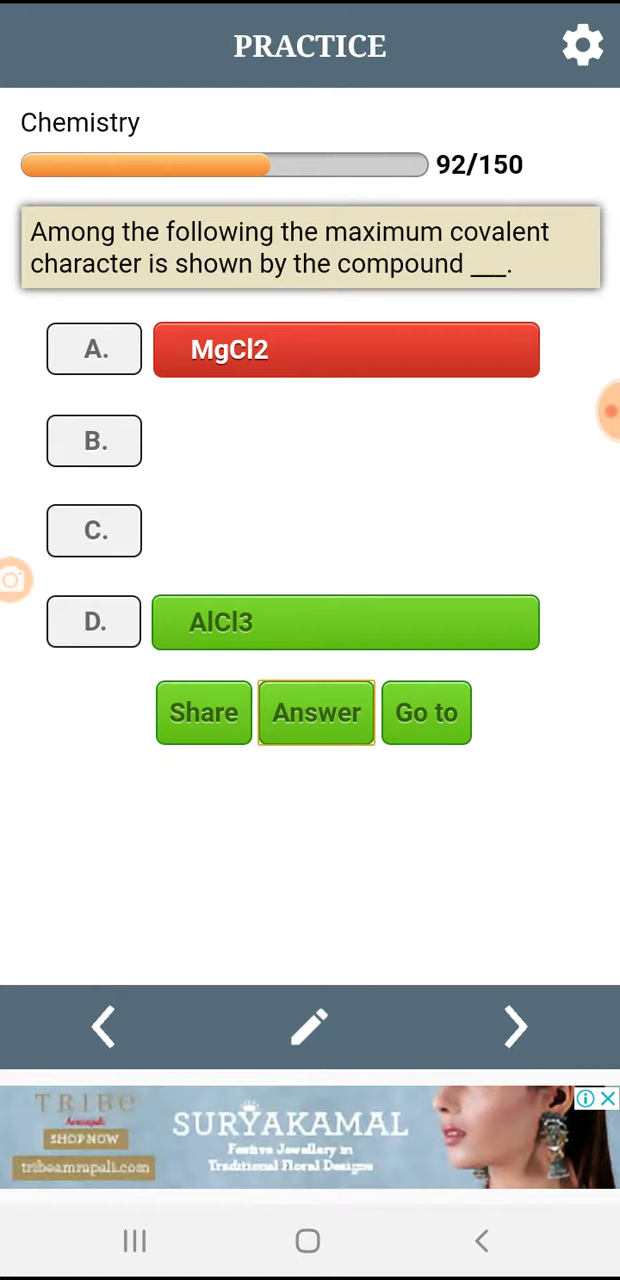 PRACTICE
Chemistry
92/150
Among the following the maximum covalent
character is shown by the compound ___.
A. MgCl2
B.
C.
D. AlCl3
Share Answer Go to
TRIBE
Amrapali
SHOP NOW
tribeamrapali.com
SURYAKAMAL
Festive Jewellery in
Traditional Floral Designs